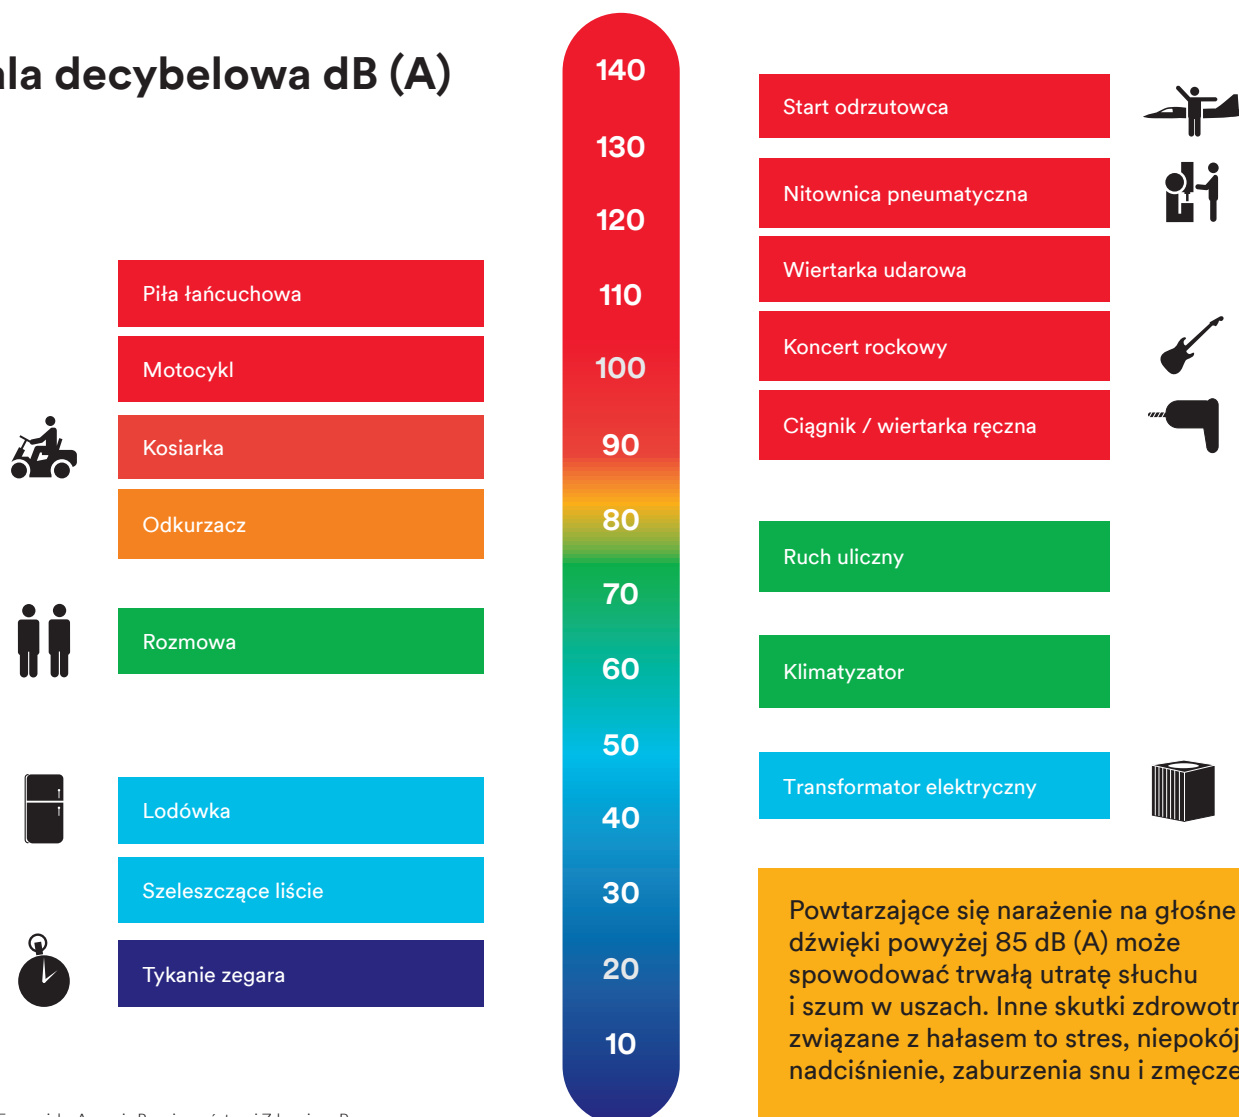 decybelowa dB (A)
Piła łańcuchowa
Motocykl
Kosiarka
Odkurzacz
Rozmowa
Lodówka
Szeleszczące liście
Tykanie zegara
140
130
120
110
100
90
80
70
60
50
40
30
20
10
Start odrzutowca
Nitownica pneumatyczna
Wiertarka udarowa
Koncert rockowy
Ciągnik / wiertarka ręczna
Ruch uliczny
Klimatyzator
Transformator elektryczny
Powtarzające się narażenie na głośne
dźwięki powyżej 85 dB (A) może
spowodować trwałą utratę słuchu
i szum w uszach. Inne skutki
związane z hałasem to stres, niepokój
nadciśnienie, zaburzenia snu i